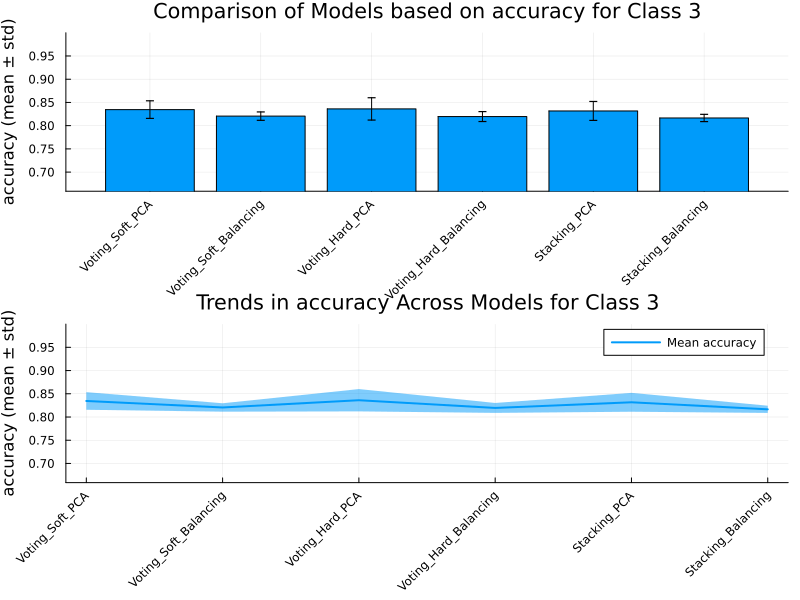 Comparison of Models based on accuracy for Class 3
accuracy (mean ± std)
0.95
0.90
0.85
0.80
0.75
0.70
Voting_Soft_PCA
Voting_Soft_Balancing
Voting_Hard_PCA
Voting_Hard_Balancing
Stacking_PCA
Stacking_Balancing
Trends in accuracy Across Models for Class 3
accuracy (mean ± std)
Mean accuracy
0.95
0.90
0.85
0.80
0.75
0.70
Voting_Soft_PCA
Voting_Soft_Balancing
Voting_Hard_PCA
Voting_Hard_Balancing
Stacking_PCA
Stacking_Balancing